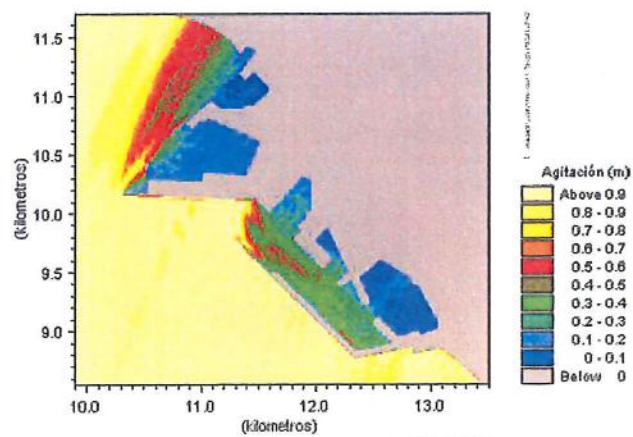 11.5
11.0
10.5
10.0
9.5
9.0
(kilometros)
10.0 11.0 12.0 13.0
(kilometros)
Agitación (m)
Above 0.9
0.8 - 0.9
0.7 - 0.8
0.6 - 0.7
0.5 - 0.6
0.4 - 0.5
0.3 - 0.4
0.2 - 0.3
0.1 - 0.2
0 - 0.1
Below 0